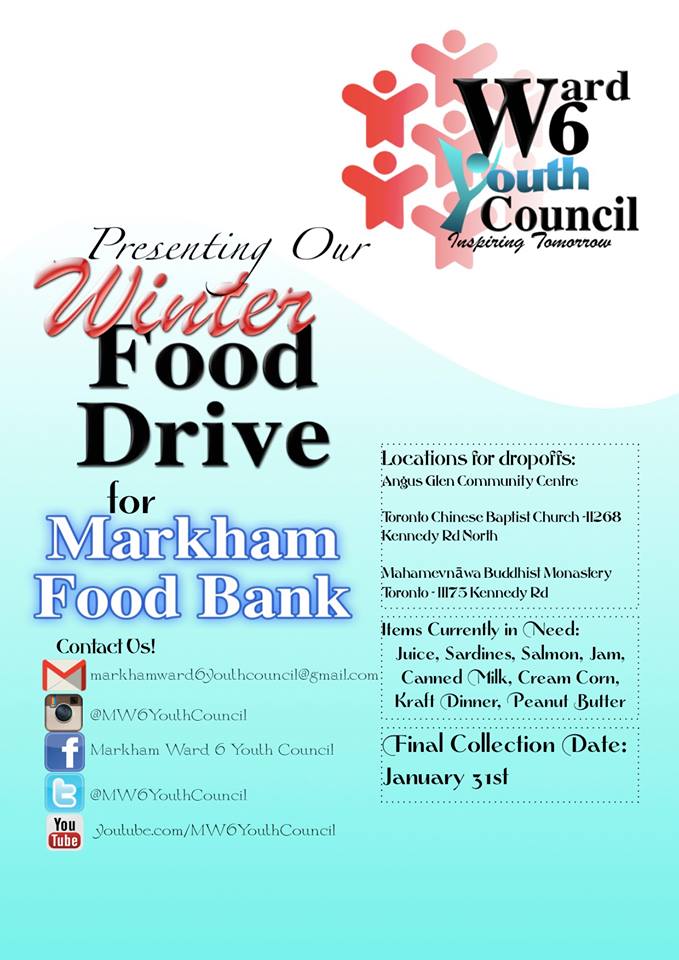 Ward
6
Youth
Council
Inspiring Tomorrow
Presenting Our
Winter
Food
Drive
for
Markham
Food Bank
Contact Us!
markhamward6youthcouncil@gmail.com
@MW6YouthCouncil
Markham Ward 6 Youth Council
@MW6YouthCouncil
You
Tube
youtube.com/MW6YouthCouncil
Locations for dropoffs:
Angus Glen Community Centre
Toronto Chinese Baptist Church -11268
Kennedy Rd North
Mahamevnāwa Buddhist Monastery
Toronto - 11175 Kennedy Rd
Items Currently in Need:
Juice, Sardines, Salmon, Jam,
Canned Milk, Cream Corn,
Kraft Dinner, Peanut Butter
Final Collection Date:
January 31st